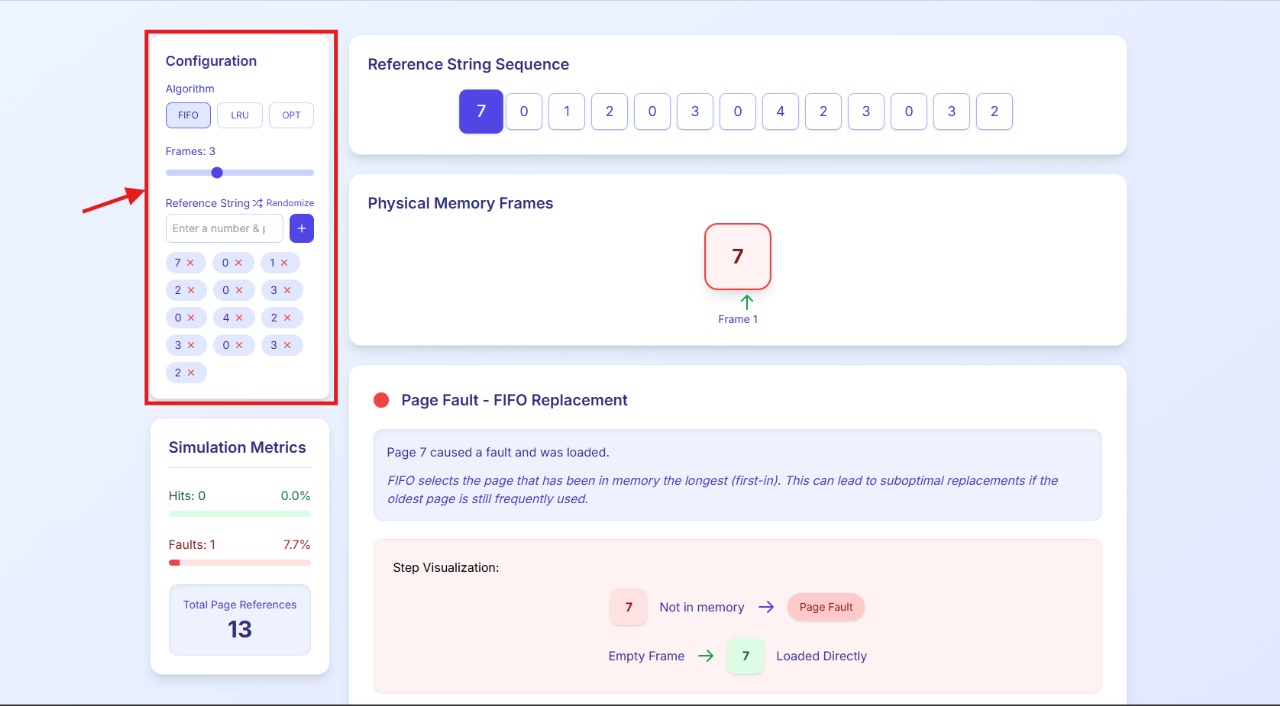 Configuration
Algorithm
FIFO LRU OPT
Frames: 3
Reference String Randomize
Enter a number & +
7 × 0 × 1 ×
2 × 0 × 3 ×
0 × 4 × 2 ×
3 × 0 × 3 ×
2 ×
Simulation Metrics
Hits: 0 0.0%
Faults: 1 7.7%
Total Page References
13
Reference String Sequence
7 0 1 2 0 3 0 4 2 3 0 3 2
Physical Memory Frames
7
Frame 1
Page Fault - FIFO Replacement
Page 7 caused a fault and was loaded.
FIFO selects the page that has been in memory the longest (first-in). This can lead to suboptimal replacements if the
oldest page is still frequently used.
Step Visualization:
7 Not in memory → Page Fault
Empty Frame → 7 Loaded Directly